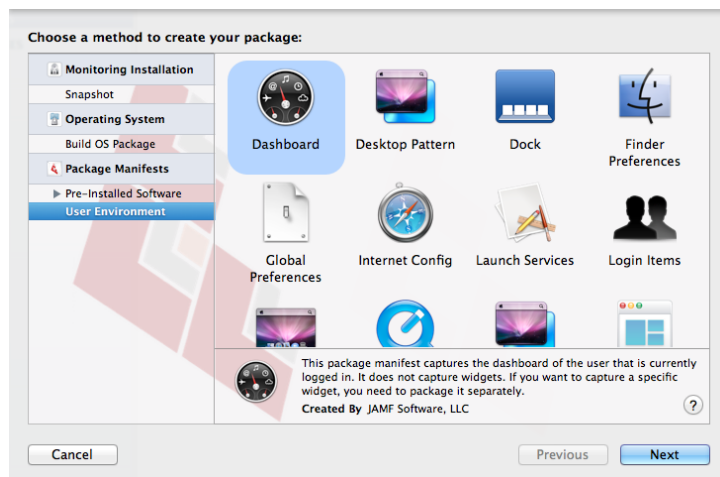 Choose a method to create your package:
Monitoring Installation
Snapshot
Operating System
Build OS Package
Package Manifests
Pre-Installed Software
User Environment
Dashboard
Desktop Pattern
Dock
Finder
Preferences
Global
Preferences
Internet Config
Launch Services
Login Items
This package manifest captures the dashboard of the user that is currently
logged in. It does not capture widgets. If you want to capture a specific
widget, you need to package it separately.
Created By JAMF Software, LLC
?
Cancel
Previous
Next